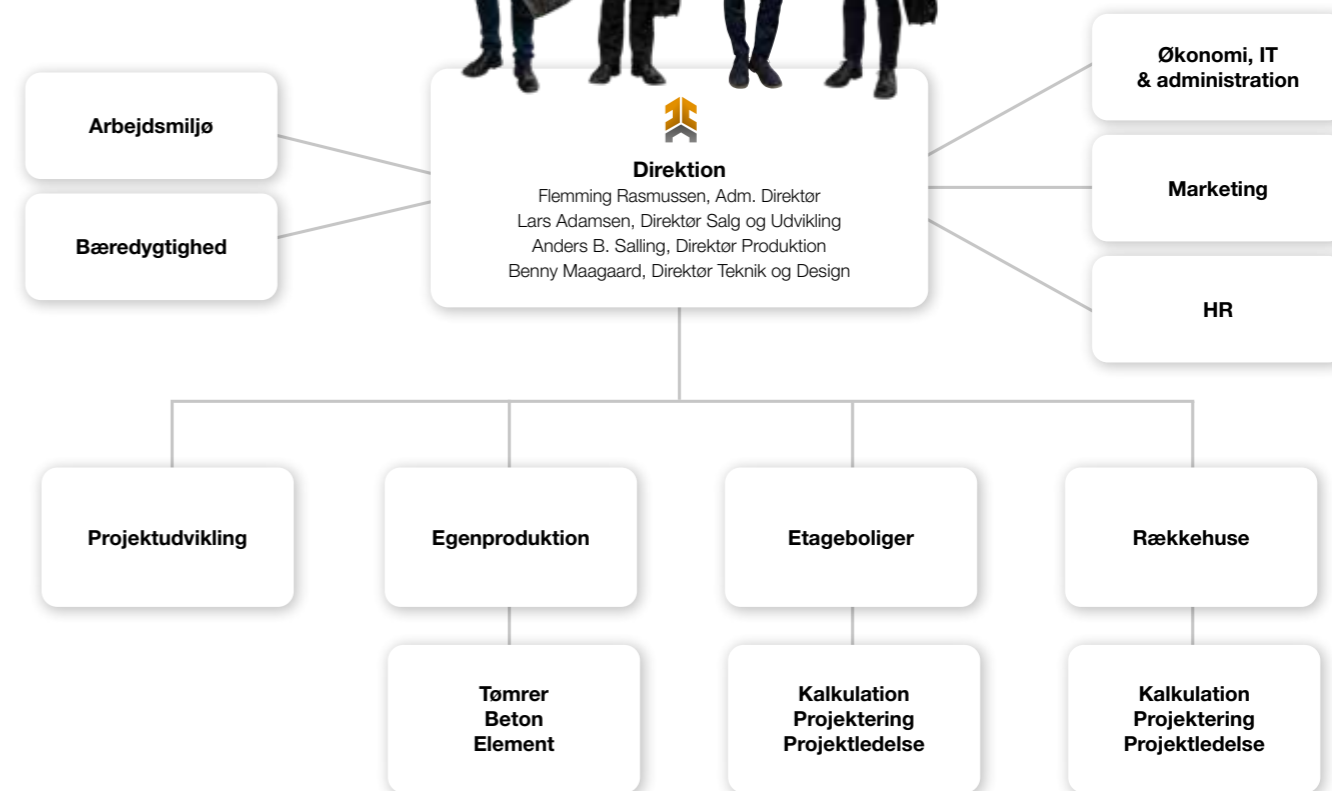 Økonomi, IT
& administration
Arbejdsmiljø
Direktion
Flemming Rasmussen, Adm. Direktør
Lars Adamsen, Direktør Salg og Udvikling
Anders B. Salling, Direktør Produktion
Benny Maagaard, Direktør Teknik og Design
Marketing
Bæredygtighed
HR
Projektudvikling
Egenproduktion
Etageboliger
Rækkehuse
Tømrer
Beton
Element
Kalkulation
Projektering
Projektledelse
Kalkulation
Projektering
Projektledelse